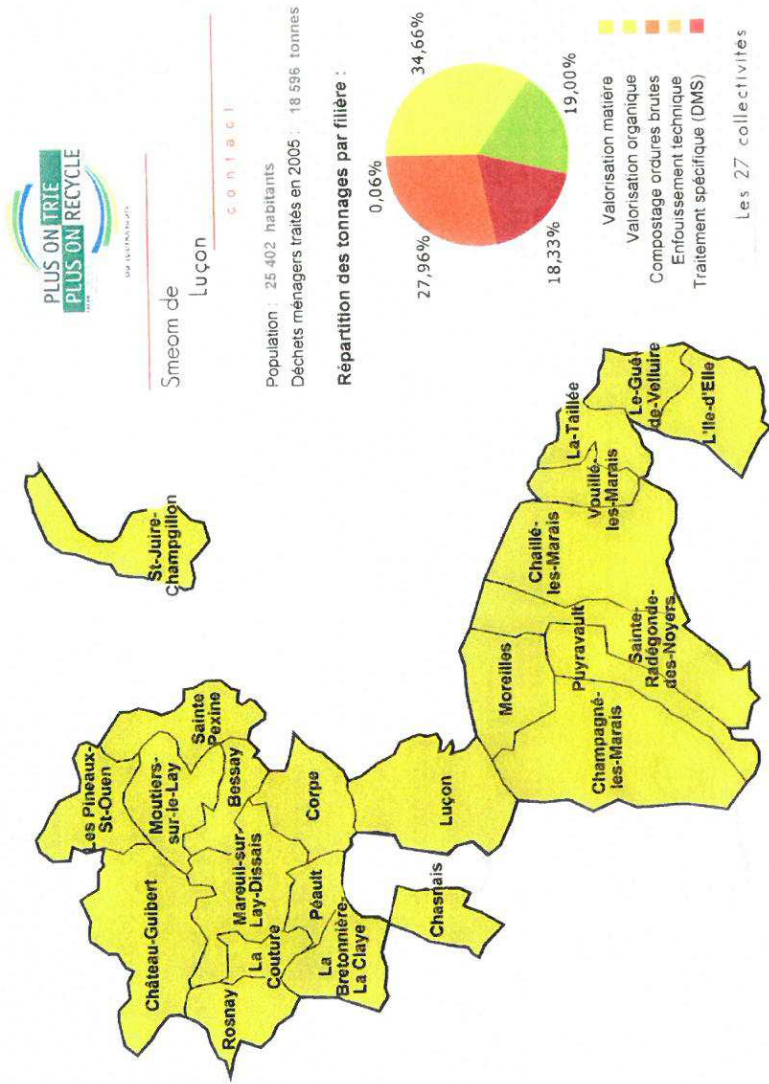 PLUS ON TRIE
PLUS ON RECYCLE
Smeom de
Luçon
contact
Population : 25 402 habitants
Déchets ménagers traités en 2005 : 18 596 tonnes
Répartition des tonnages par filière :
0,06%
34,66%
27,96%
18,33%
19,00%
Valorisation matière
Valorisation organique
Compostage ordures brutes
Enfouissement technique
Traitement spécifique (DMS)
Les 27 collectivités
St-Juire-
Champgillon
Les Pineaux-
St-Ouen
Château-Guibert
Moutiers-
sur-le-Lay
Sainte
Pexine
Bessay
Rosnay
Mareuil-sur
Lay-Dissais
La
Couture
Corpe
Péault
La
Bretonnière-
La Claye
Luçon
Chasnais
Moreilles
Chaillé-
les-Marais
La-Taillée
Vouillé-
les-Marais
Le-Gué
de-Velluire
L'Ile-d'Elle
Puyravault
Champagné-
les-Marais
Sainte-
Radégonde-
des-Noyers